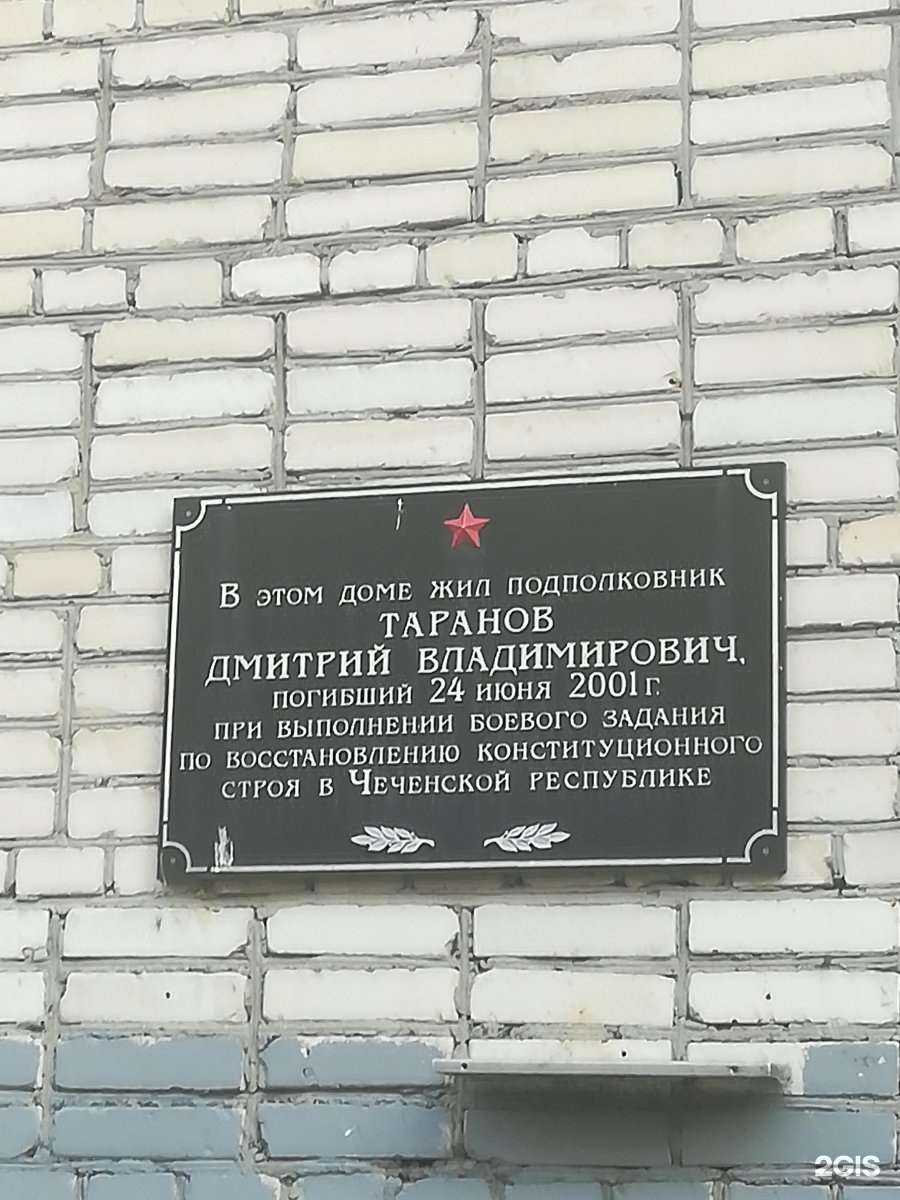 В этом доме жил подполковник
ТАРАНОВ
ДМИТРИЙ ВЛАДИМИРОВИЧ,
погибший 24 июня 2001 г.
при выполнении боевого задания
по восстановлению конституционного
строя в Чеченской республике
2GIS